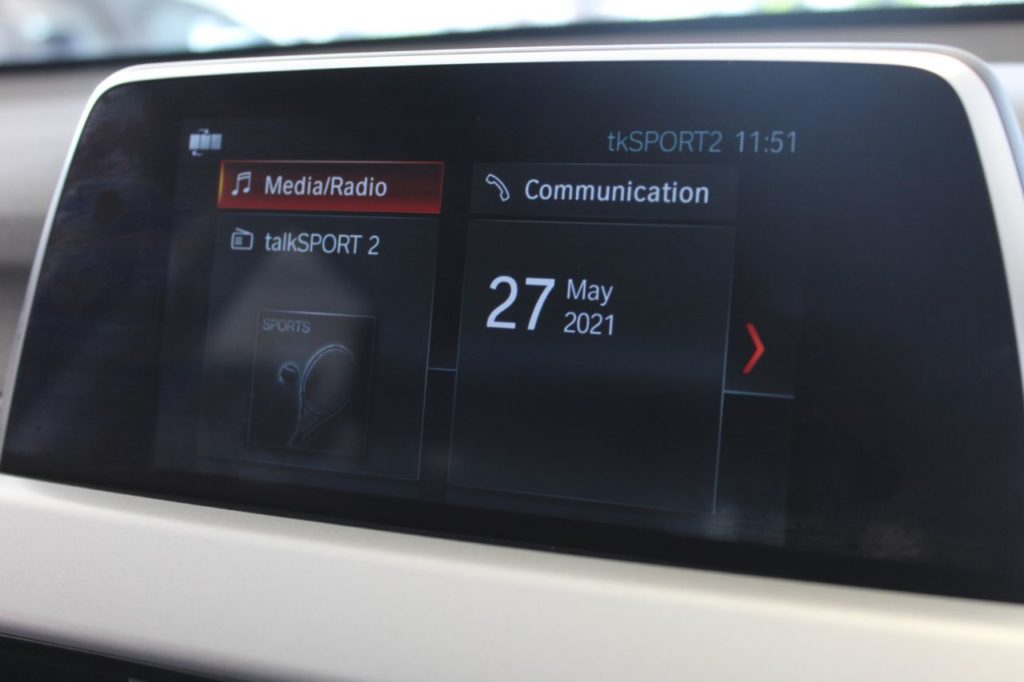 tkSPORT2 11:51
Media/Radio
Communication
talkSPORT 2
SPORTS
27 May
2021